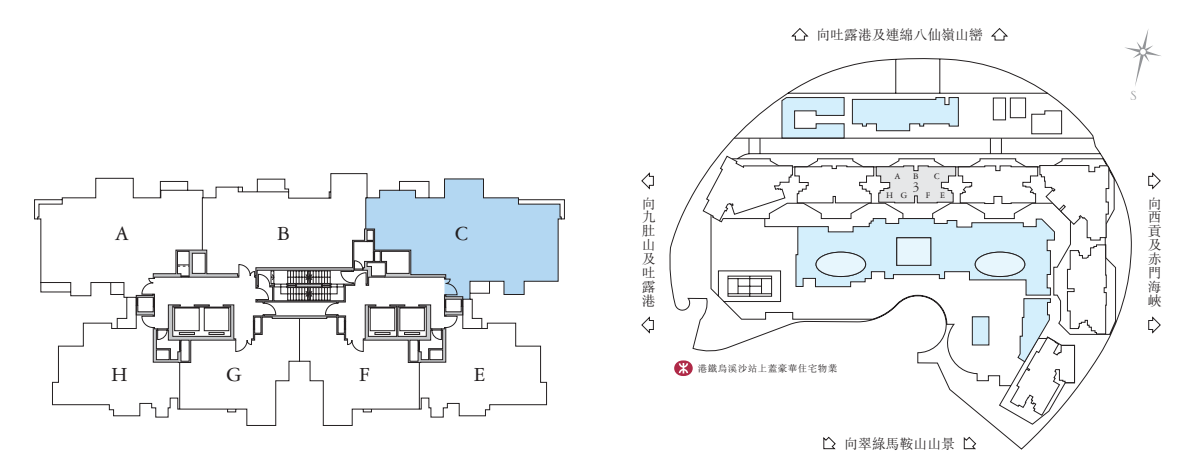 向吐露港及連綿八仙嶺山巒
S
A B C
3
H G F E
向九肚山及吐露港
向西貢及赤門海峽
A B C
H G F E
港鐵烏溪沙站上蓋豪華住宅物業
向翠綠馬鞍山山景